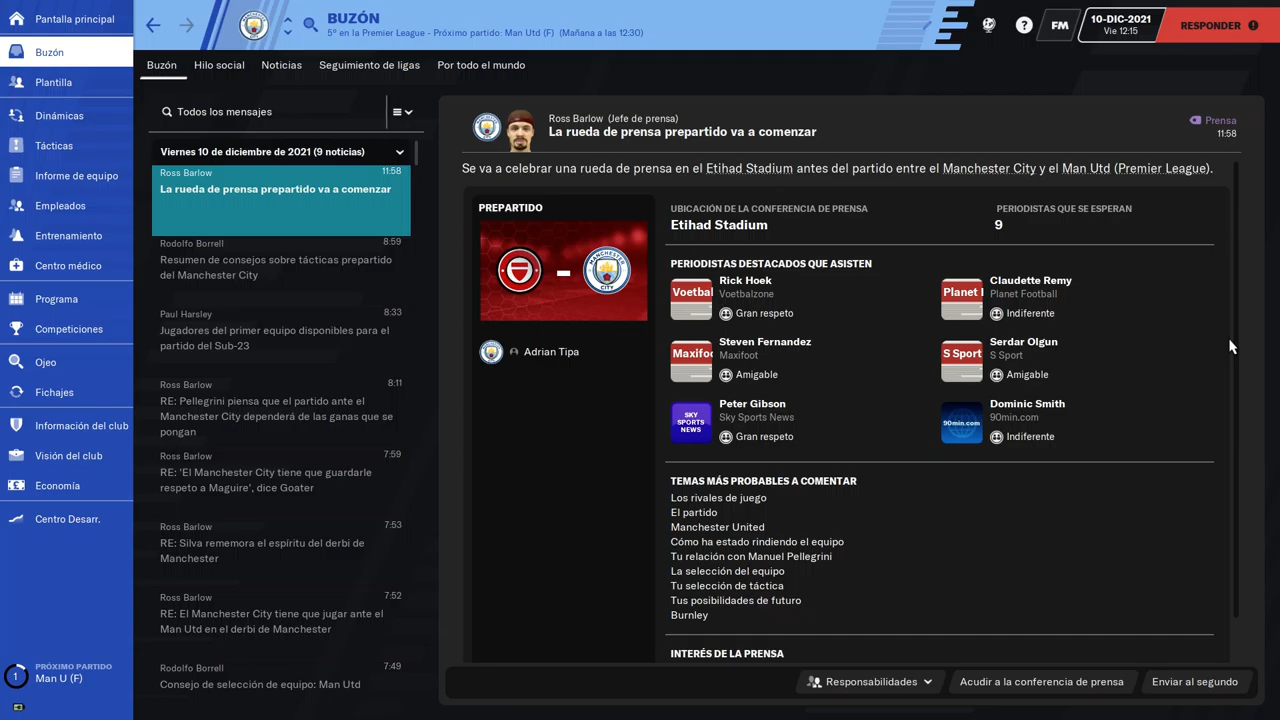 Pantalla principal
Buzón
Plantilla
Dinámicas
Tácticas
Informe de equipo
Empleados
Entrenamiento
Centro médico
Programa
Competiciones
Ojeo
Fichajes
Información del club
Visión del club
Economía
Centro Desarr.
1
PRÓXIMO PARTIDO
Man U (F)
BUZÓN
5º en la Premier League - Próximo partido: Man Utd (F) (Mañana a las 12:30)
?
FM
10-DIC-2021
Vie 12:15
RESPONDER
Buzón Hilo social Noticias Seguimiento de ligas Por todo el mundo
Todos los mensajes
Viernes 10 de diciembre de 2021 (9 noticias)
Ross Barlow 11:58
La rueda de prensa prepartido va a comenzar
Rodolfo Borrell 8:59
Resumen de consejos sobre tácticas prepartido
del Manchester City
Paul Harsley 8:33
Jugadores del primer equipo disponibles para el
partido del Sub-23
Ross Barlow 8:11
RE: Pellegrini piensa que el partido ante el
Manchester City dependerá de las ganas que se
pongan
Ross Barlow 7:59
RE: 'El Manchester City tiene que guardarle
respeto a Maguire', dice Goater
Ross Barlow 7:53
RE: Silva rememora el espíritu del derbi de
Manchester
Ross Barlow 7:52
RE: El Manchester City tiene que jugar ante el
Man Utd en el derbi de Manchester
Rodolfo Borrell 7:49
Consejo de selección de equipo: Man Utd
Ross Barlow (Jefe de prensa)
La rueda de prensa prepartido va a comenzar
Prensa
11:58
Se va a celebrar una rueda de prensa en el Etihad Stadium antes del partido entre el Manchester City y el Man Utd (Premier League).
PREPARTIDO
MANCHESTER
CITY
Adrian Tipa
UBICACIÓN DE LA CONFERENCIA DE PRENSA
Etihad Stadium
PERIODISTAS QUE SE ESPERAN
9
PERIODISTAS DESTACADOS QUE ASISTEN
Voetbal
Rick Hoek
Voetbalzone
Gran respeto
Planet
Claudette Remy
Planet Football
Indiferente
Maxifoo
Steven Fernandez
Maxifoot
Amigable
S Sport
Serdar Olgun
S Sport
Amigable
SKY
SPORTS
NEWS
Peter Gibson
Sky Sports News
Gran respeto
90min.com
Dominic Smith
90min.com
Indiferente
TEMAS MÁS PROBABLES A COMENTAR
Los rivales de juego
El partido
Manchester United
Cómo ha estado rindiendo el equipo
Tu relación con Manuel Pellegrini
La selección del equipo
Tu selección de táctica
Tus posibilidades de futuro
Burnley
INTERÉS DE LA PRENSA
Responsabilidades
Acudir a la conferencia de prensa
Enviar al segundo